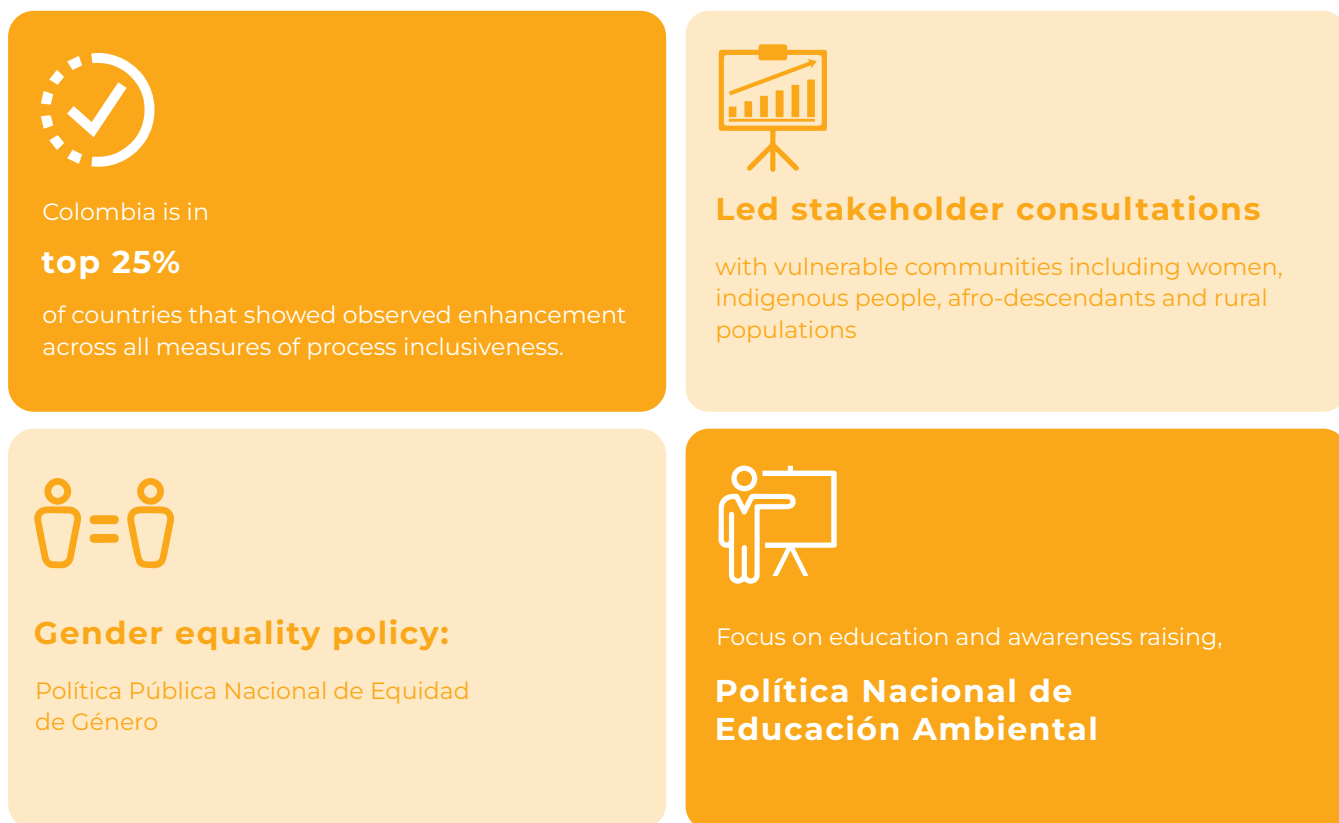 Colombia is in
top 25%
of countries that showed observed enhancement
across all measures of process inclusiveness.
Led stakeholder consultations
with vulnerable communities including women,
indigenous people, afro-descendants and rural
populations
Gender equality policy:
Política Pública Nacional de Equidad
de Género
Focus on education and awareness raising,
Política Nacional de
Educación Ambiental